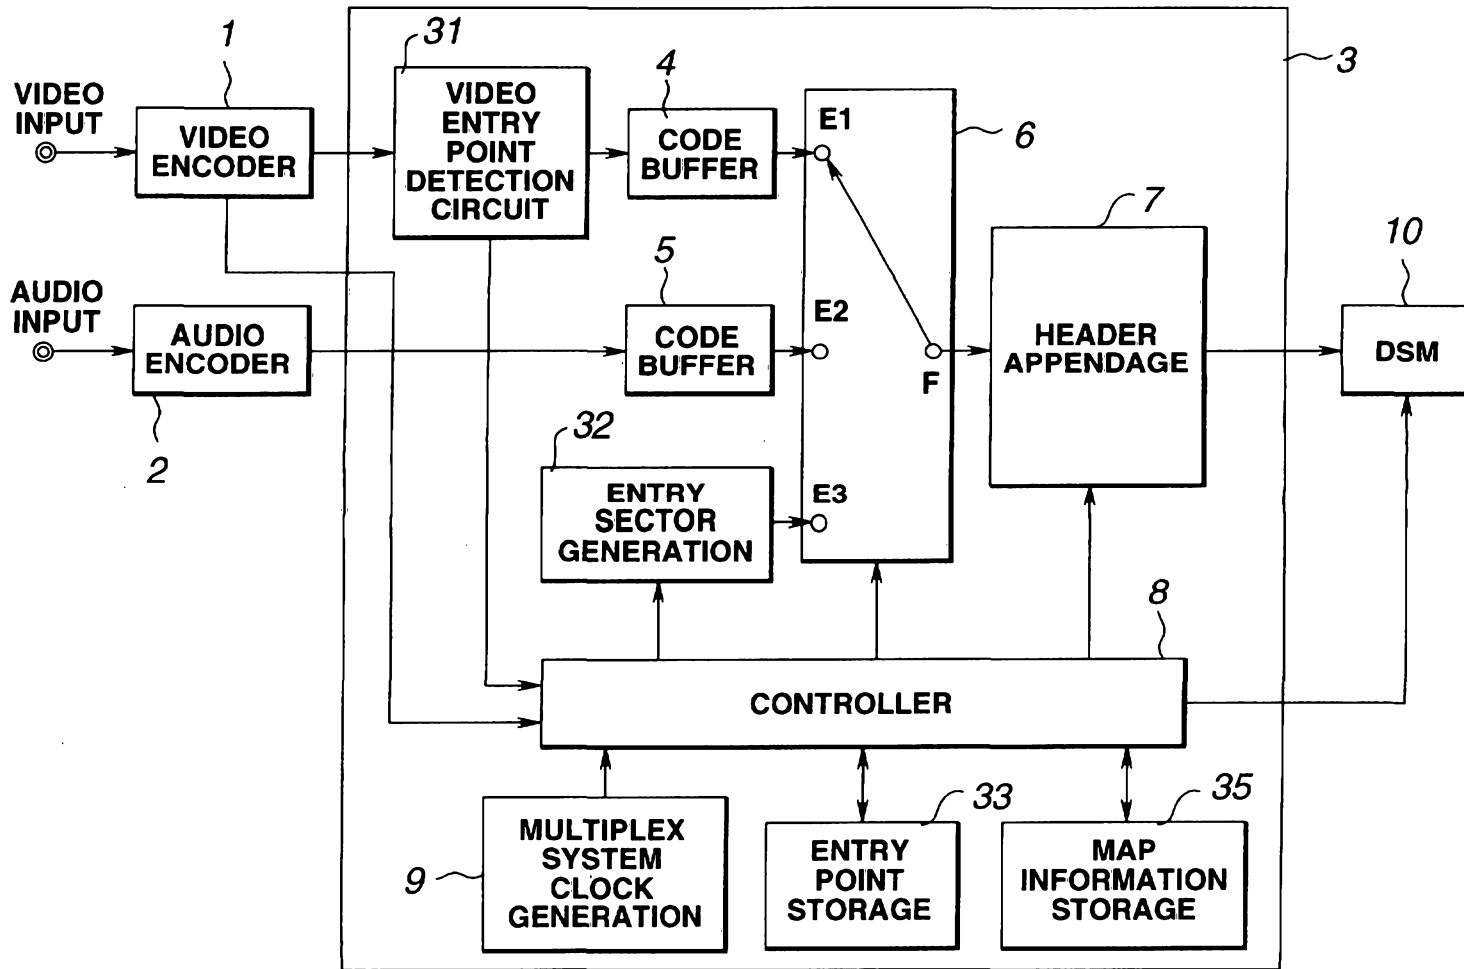 1
31
4
3
VIDEO
INPUT
VIDEO
ENCODER
VIDEO
ENTRY
POINT
DETECTION
CIRCUIT
CODE
BUFFER
E1
6
7
10
AUDIO
INPUT
AUDIO
ENCODER
2
5
CODE
BUFFER
E2
F
HEADER
APPENDAGE
DSM
32
ENTRY
SECTOR
GENERATION
E3
8
CONTROLLER
9
MULTIPLEX
SYSTEM
CLOCK
GENERATION
33
ENTRY
POINT
STORAGE
35
MAP
INFORMATION
STORAGE